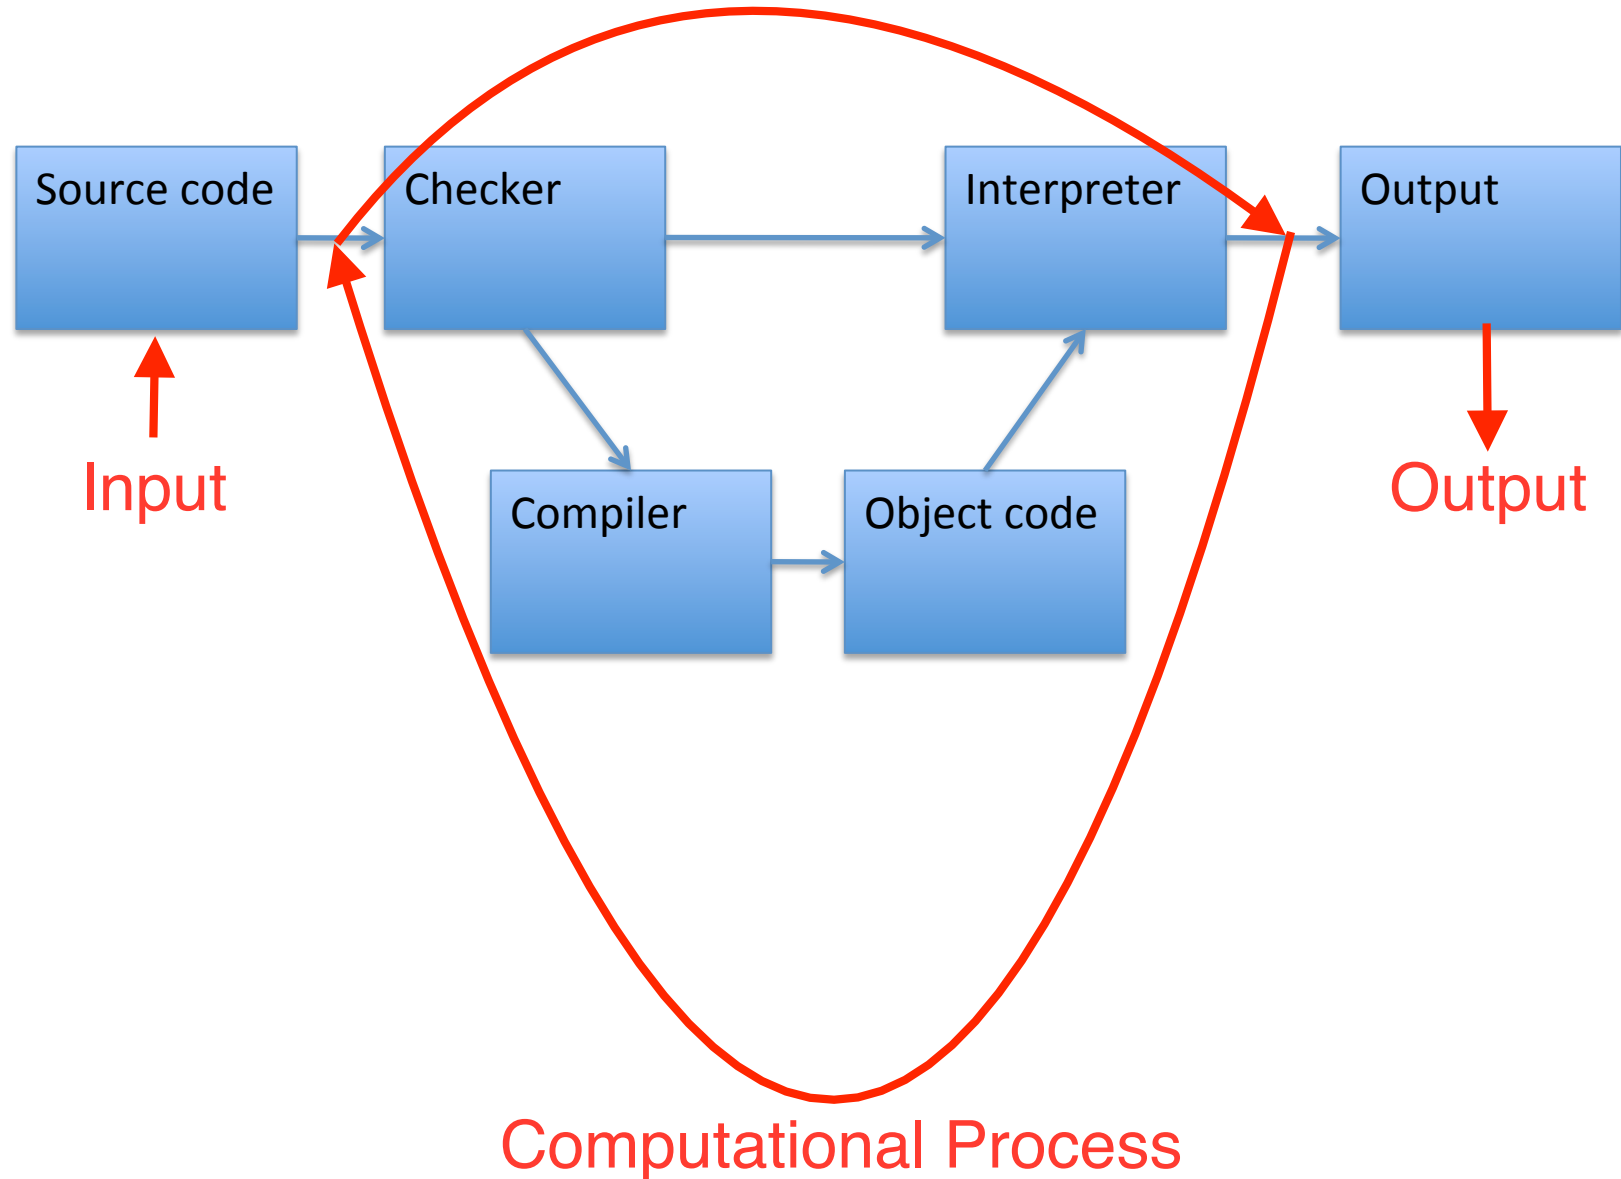 Source code
Checker
Interpreter
Output
Input
Compiler
Object code
Output
Computational Process